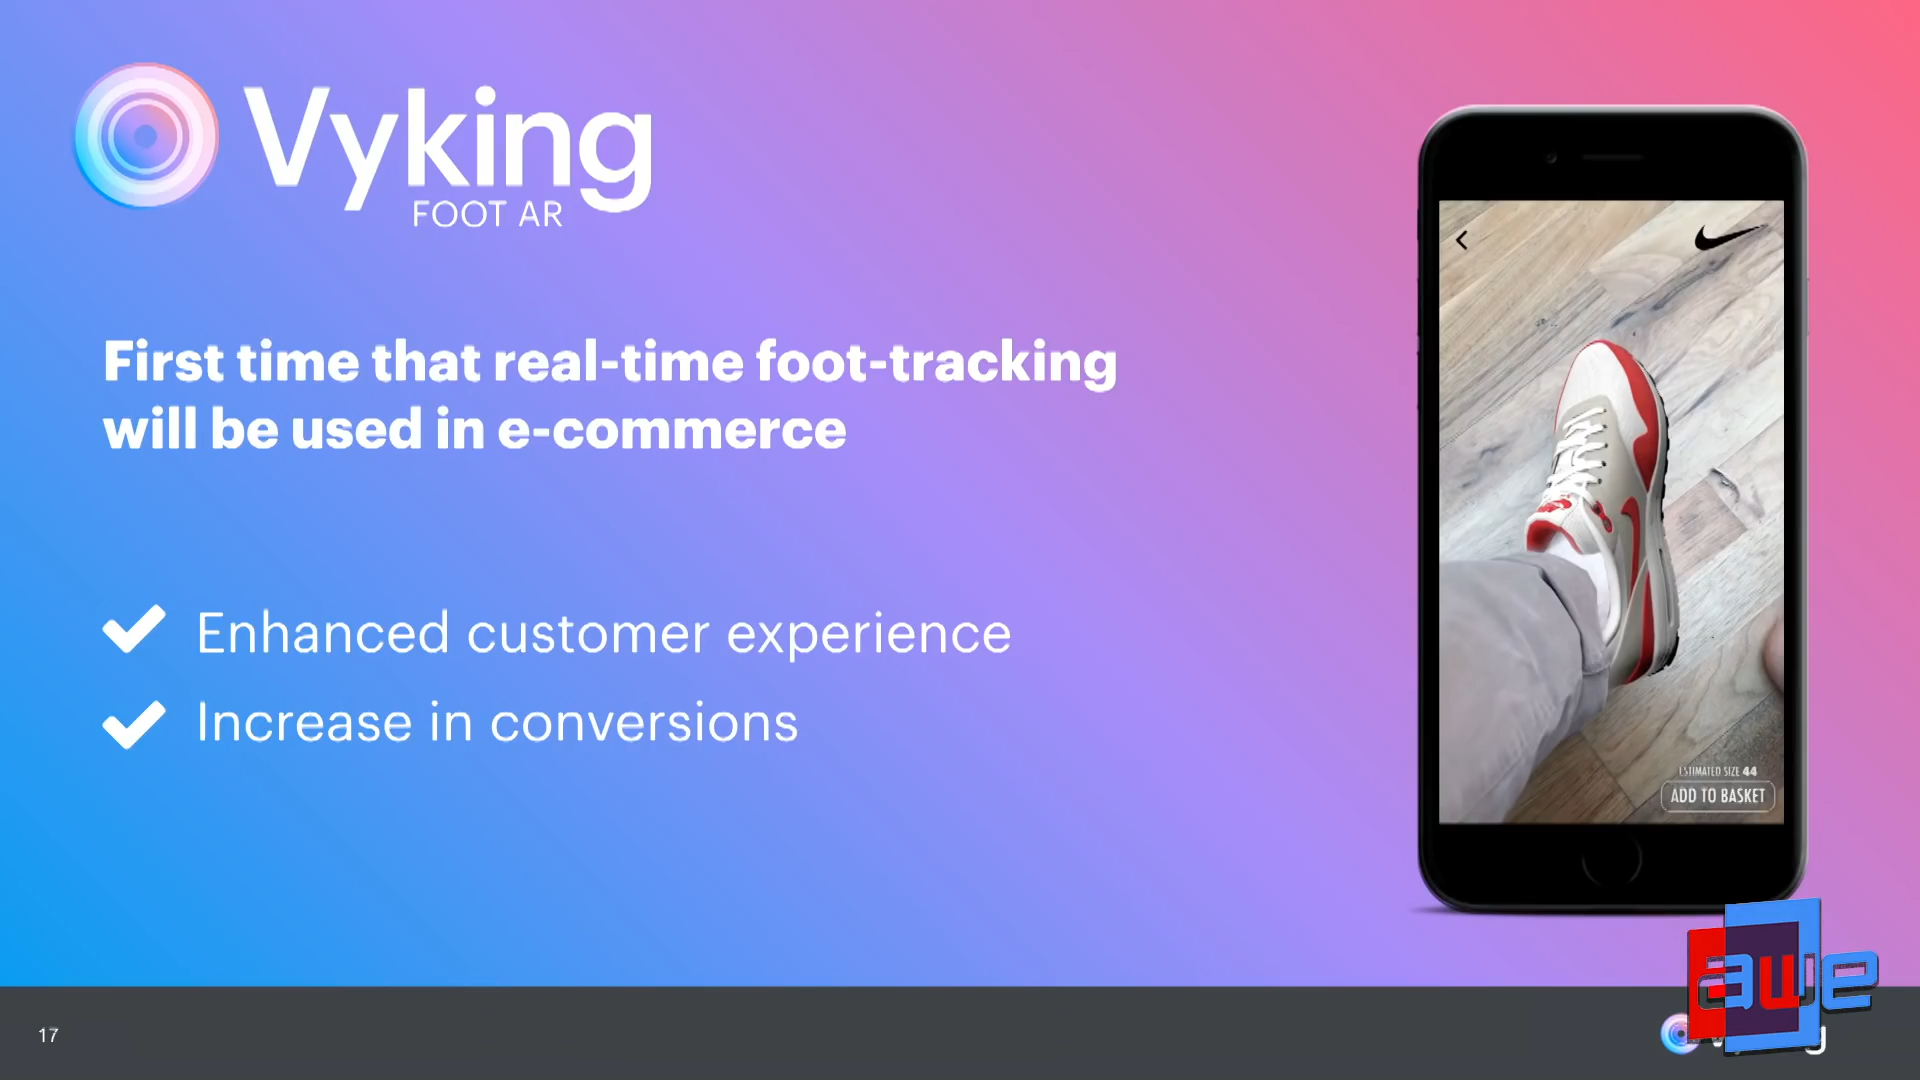 Vyking
FOOT AR
First time that real-time foot-tracking
will be used in e-commerce
Enhanced customer experience
Increase in conversions
ESTIMATED SIZE 44
ADD TO BASKET
17
awe